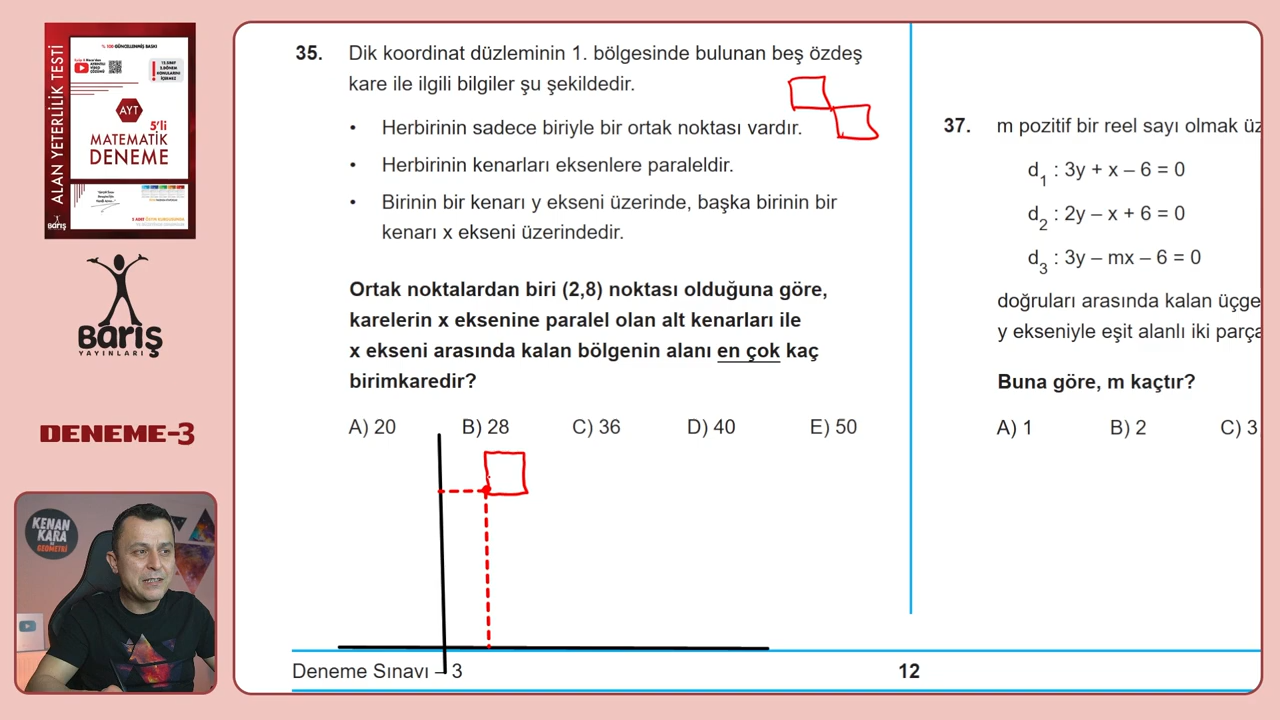 ALAN YETERLİLİK TESTİ
% 100 GÜNCELLENMİŞ BASKI
AYT
5'li
MATEMATİK
DENEME
Barış
Barış
YAYINLARI
DENEME-3
KENAN
KARA
GEOMETRİ
35. Dik koordinat düzleminin 1. bölgesinde bulunan beş özdeş
kare ile ilgili bilgiler şu şekildedir.
• Herbirinin sadece biriyle bir ortak noktası vardır.
• Herbirinin kenarları eksenlere paraleldir.
• Birinin bir kenarı y ekseni üzerinde, başka birinin bir
kenarı x ekseni üzerindedir.
Ortak noktalardan biri (2,8) noktası olduğuna göre,
karelerin x eksenine paralel olan alt kenarları ile
x ekseni arasında kalan bölgenin alanı en çok kaç
birimkaredir?
A) 20 B) 28 C) 36 D) 40 E) 50
Deneme Sınavı – 3
12
37. m pozitif bir reel sayı olmak üz
d1 : 3y + x – 6 = 0
d2 : 2y – x + 6 = 0
d3 : 3y – mx – 6 = 0
doğruları arasında kalan üçge
y ekseniyle eşit alanlı iki parça
Buna göre, m kaçtır?
A) 1 B) 2 C) 3